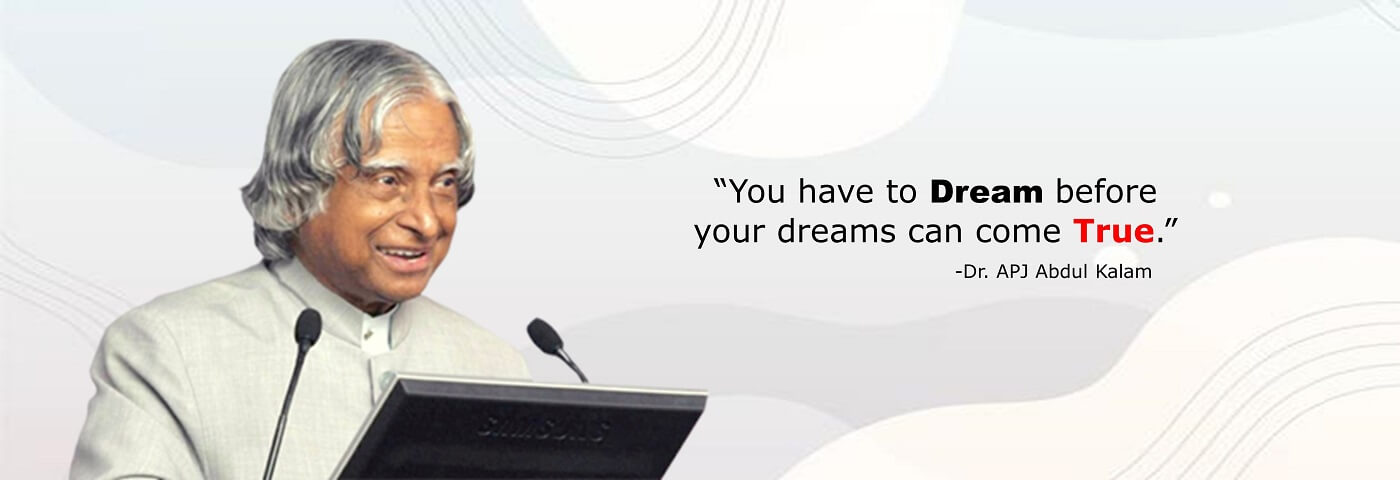 “You have to Dream before
your dreams can come True.”
-Dr. APJ Abdul Kalam
SAMSUNG